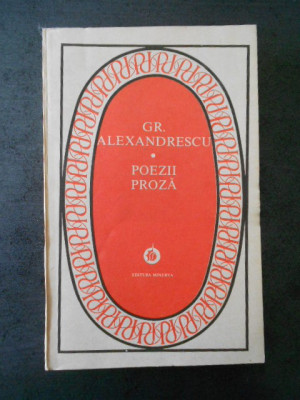 GR.
ALEXANDRESCU
•
POEZII
PROZĂ
EDITURA MINERVA